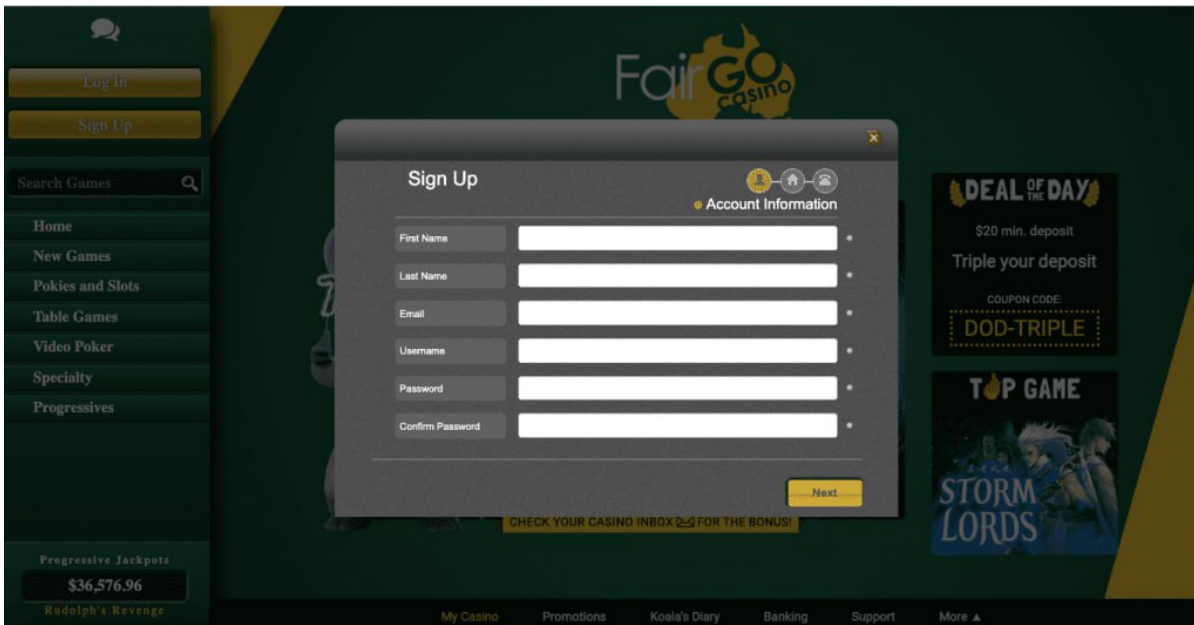 Log In
Sign Up
Search Games
Home
New Games
Pokies and Slots
Table Games
Video Poker
Specialty
Progressives
Progressive Jackpots
$36,576.96
Rudolph's Revenge
Fair GO
casino
Sign Up
Account Information
First Name
Last Name
Email
Username
Password
Confirm Password
Next
CHECK YOUR CASINO INBOX FOR THE BONUS!
DEAL OF THE DAY
$20 min. deposit
Triple your deposit
COUPON CODE:
DOD-TRIPLE
TOP GAME
STORM
LORDS
My Casino Promotions Koala's Diary Banking Support More ▲